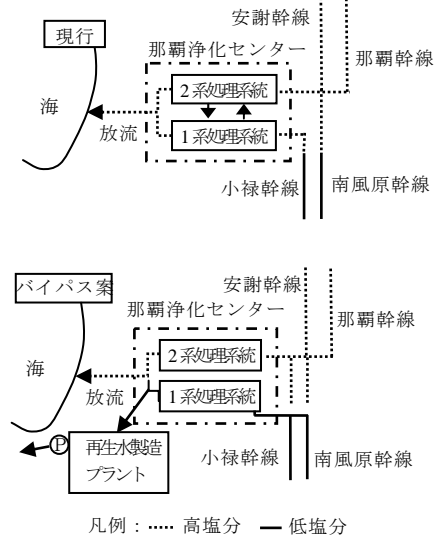 安謝幹線
現行
那覇浄化センター
那覇幹線
2系処理系統
海
放流
1系処理系統
小禄幹線
南風原幹線
バイパス案
安謝幹線
那覇浄化センター
那覇幹線
2系処理系統
海
放流
1系処理系統
P
再生水製造
プラント
小禄幹線
南風原幹線
凡例：高塩分 低塩分